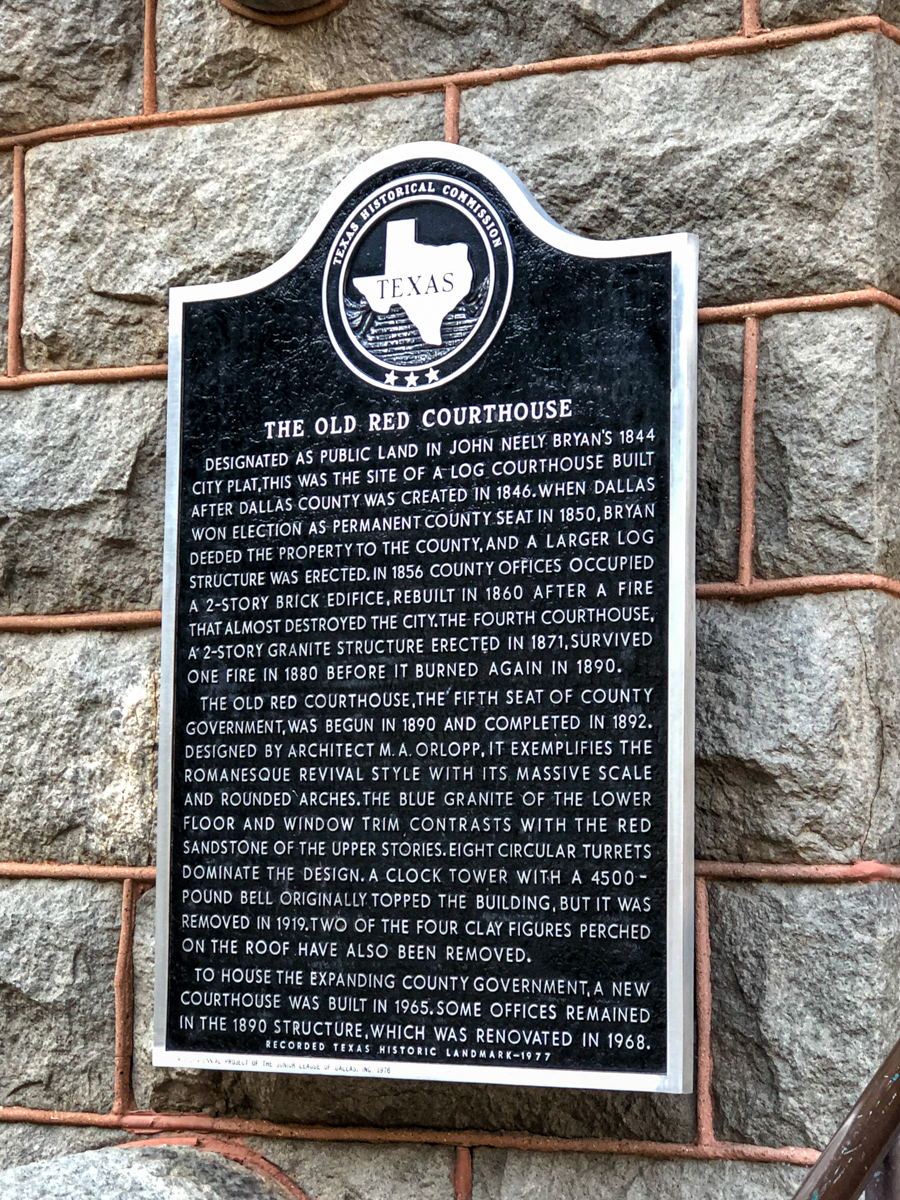 TEXAS HISTORICAL COMMISSION
TEXAS
THE OLD RED COURTHOUSE
DESIGNATED AS PUBLIC LAND IN JOHN NEELY BRYAN'S 1844
CITY PLAT, THIS WAS THE SITE OF A LOG COURTHOUSE BUILT
AFTER DALLAS COUNTY WAS CREATED IN 1846. WHEN DALLAS
WON ELECTION AS PERMANENT COUNTY SEAT IN 1850, BRYAN
DEEDED THE PROPERTY TO THE COUNTY, AND A LARGER LOG
STRUCTURE WAS ERECTED. IN 1856 COUNTY OFFICES OCCUPIED
A 2-STORY BRICK EDIFICE, REBUILT IN 1860 AFTER A FIRE
THAT ALMOST DESTROYED THE CITY. THE FOURTH COURTHOUSE,
A 2-STORY GRANITE STRUCTURE ERECTED IN 1871, SURVIVED
ONE FIRE IN 1880 BEFORE IT BURNED AGAIN IN 1890.
THE OLD RED COURTHOUSE, THE FIFTH SEAT OF COUNTY
GOVERNMENT, WAS BEGUN IN 1890 AND COMPLETED IN 1892.
DESIGNED BY ARCHITECT M. A. ORLOPP, IT EXEMPLIFIES THE
ROMANESQUE REVIVAL STYLE WITH ITS MASSIVE SCALE
AND ROUNDED ARCHES. THE BLUE GRANITE OF THE LOWER
FLOOR AND WINDOW TRIM CONTRASTS WITH THE RED
SANDSTONE OF THE UPPER STORIES. EIGHT CIRCULAR TURRETS
DOMINATE THE DESIGN. A CLOCK TOWER WITH A 4500-
POUND BELL ORIGINALLY TOPPED THE BUILDING, BUT IT WAS
REMOVED IN 1919. TWO OF THE FOUR CLAY FIGURES PERCHED
ON THE ROOF HAVE ALSO BEEN REMOVED.
TO HOUSE THE EXPANDING COUNTY GOVERNMENT, A NEW
COURTHOUSE WAS BUILT IN 1965. SOME OFFICES REMAINED
IN THE 1890 STRUCTURE, WHICH WAS RENOVATED IN 1968.
RECORDED TEXAS HISTORIC LANDMARK-1977
PROJECT OF THE JUNIOR LEAGUE OF DALLAS, INC. 1976